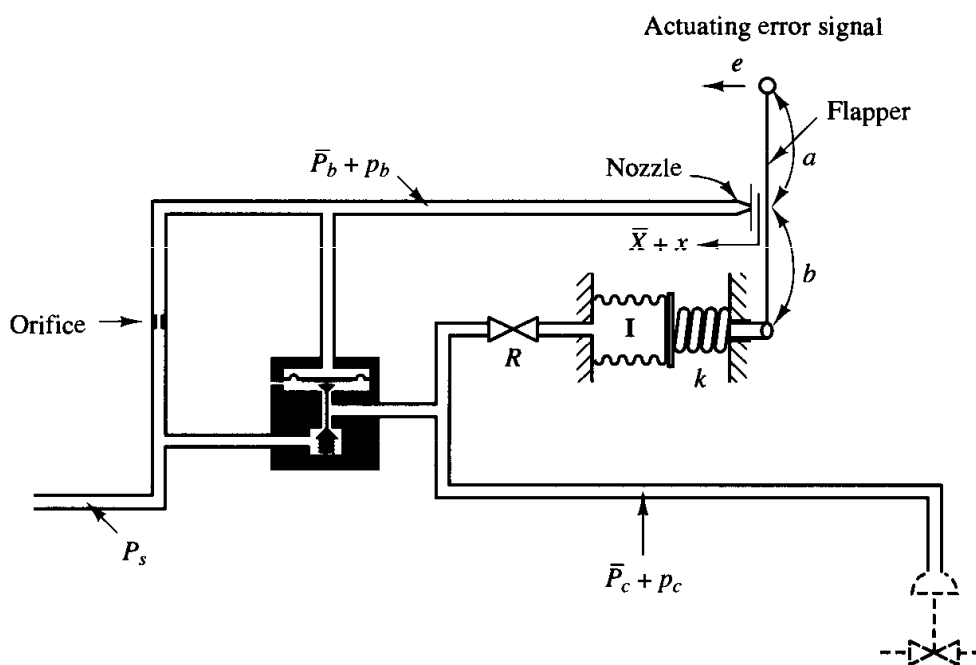 Actuating error signal
e
Flapper
a
P̄b + pb
Nozzle
X̄ + x
b
Orifice
I
R
k
Ps
P̄c + pc